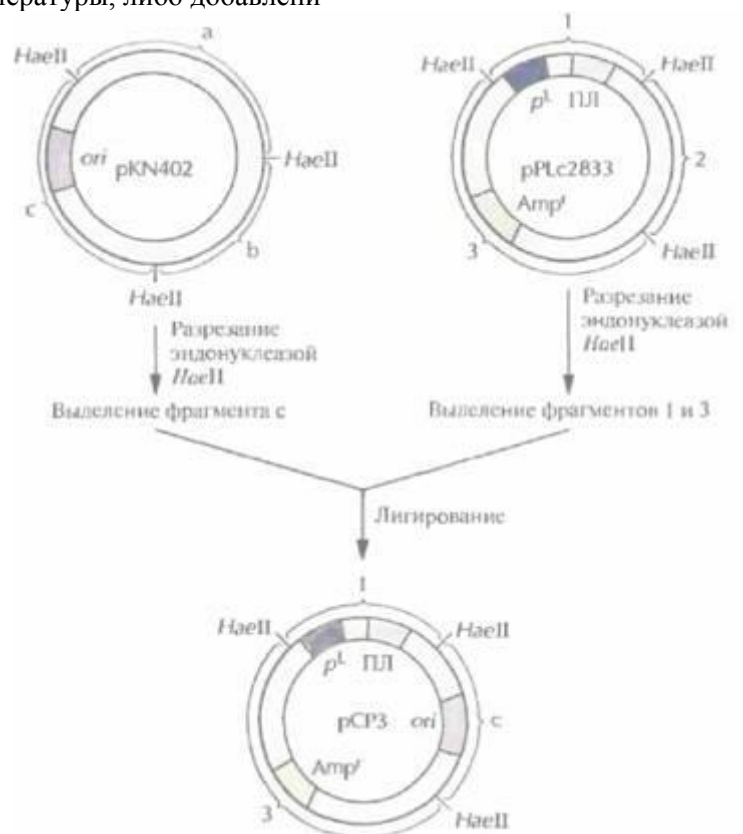 пературы, либо добавлени
a
HaeII
ori
pKN402
HaeII
c
b
HaeII
1
HaeII
HaeII
pL ПЛ
pPLc2833
2
Ampr
3
HaeII
Разрезание
эндонуклеазой
HaeII
Разрезание
эндонуклеазой
HaeII
Выделение фрагмента c
Выделение фрагментов 1 и 3
Лигирование
1
HaeII
HaeII
pL ПЛ
pCP3
ori
c
Ampr
3
HaeII